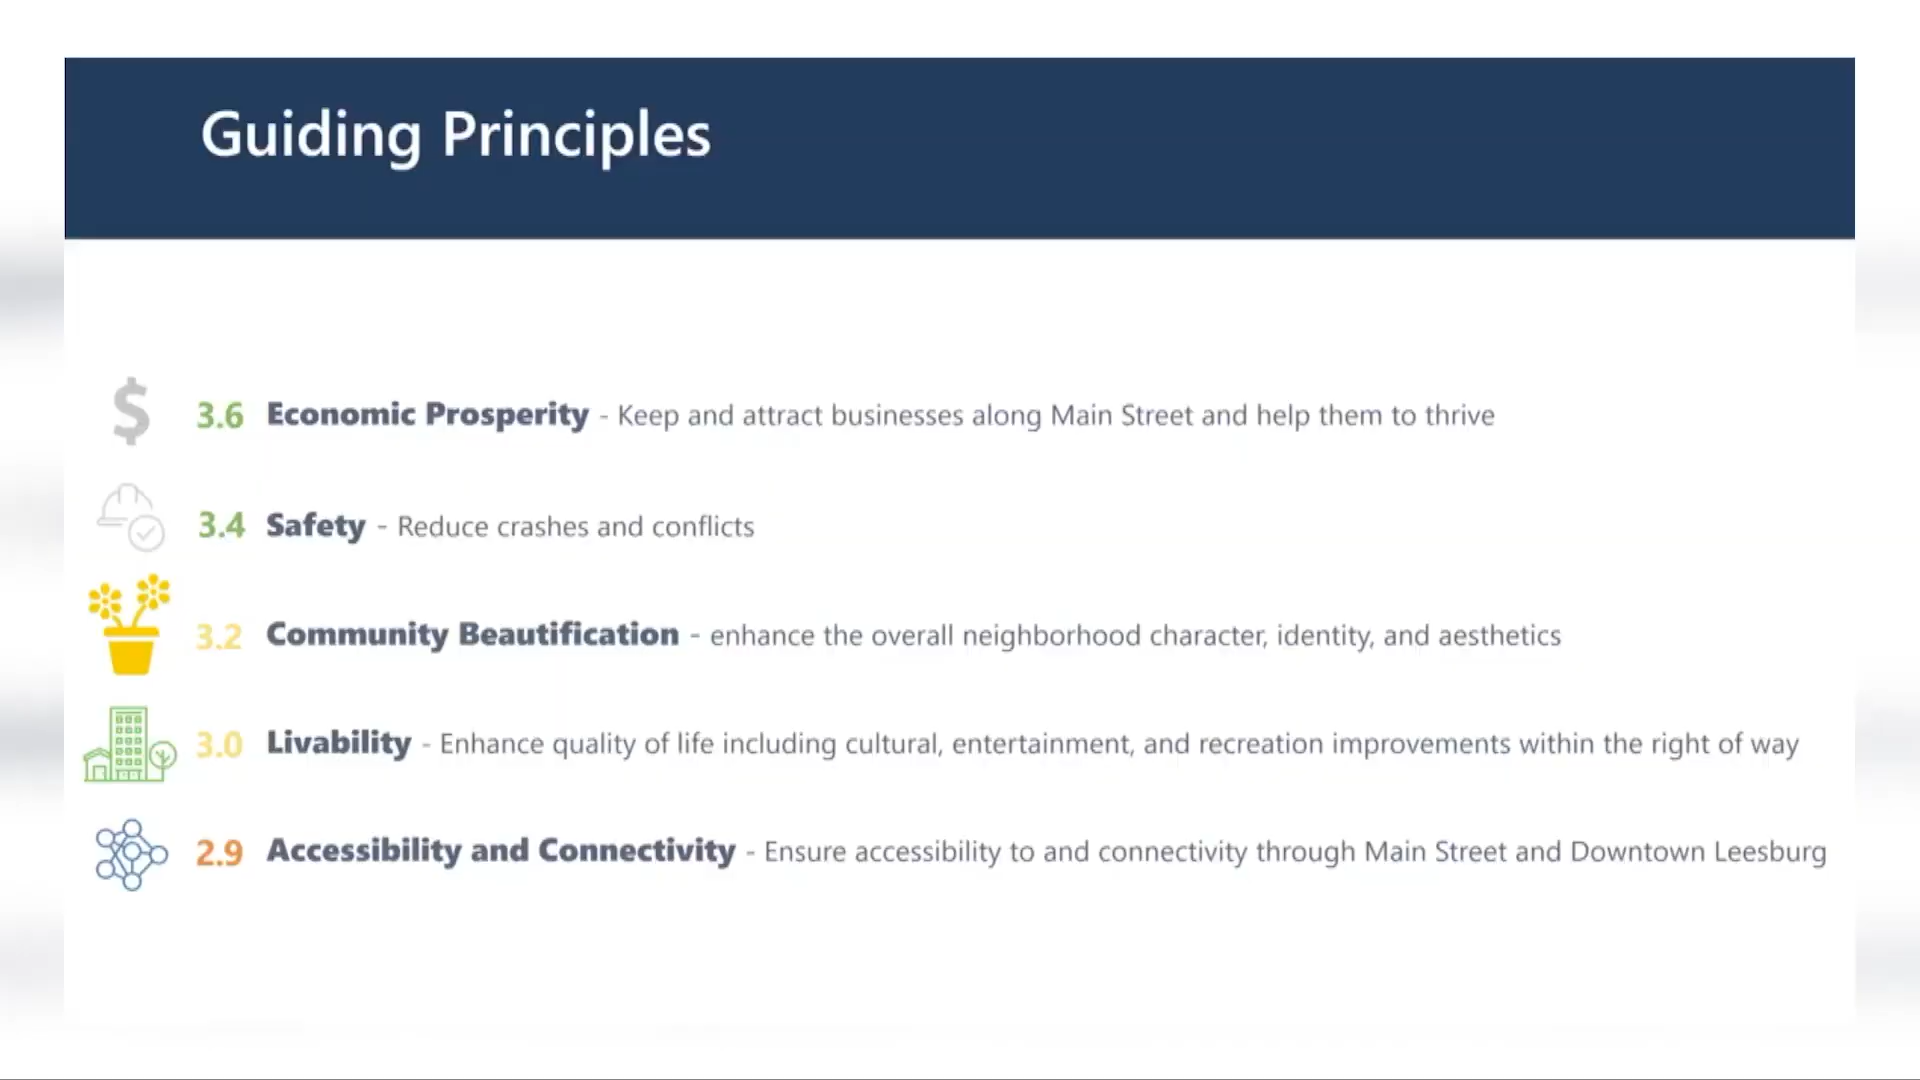 Guiding Principles
3.6 Economic Prosperity - Keep and attract businesses along Main Street and help them to thrive
3.4 Safety - Reduce crashes and conflicts
3.2 Community Beautification - enhance the overall neighborhood character, identity, and aesthetics
3.0 Livability - Enhance quality of life including cultural, entertainment, and recreation improvements within the right of way
2.9 Accessibility and Connectivity - Ensure accessibility to and connectivity through Main Street and Downtown Leesburg